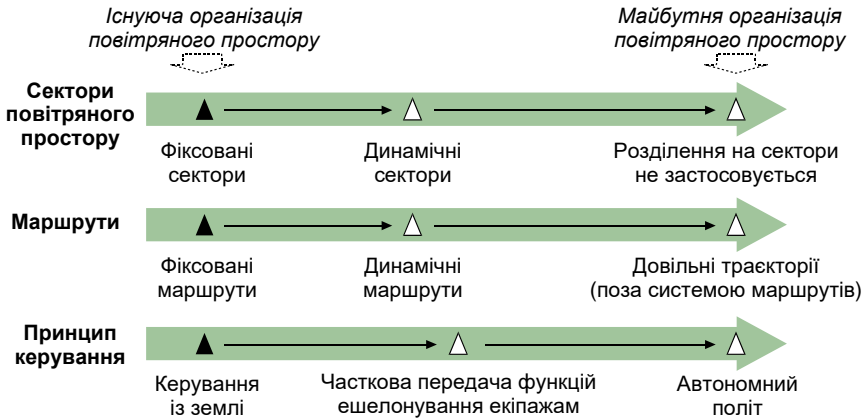 Існуюча організація
повітряного простору
Майбутня організація
повітряного простору
Сектори
повітряного
простору
Фіксовані
сектори
Динамічні
сектори
Розділення на сектори
не застосовується
Маршрути
Фіксовані
маршрути
Динамічні
маршрути
Довільні траєкторії
(поза системою маршрутів)
Принцип
керування
Керування
із землі
Часткова передача функцій
ешелонування екіпажам
Автономний
політ